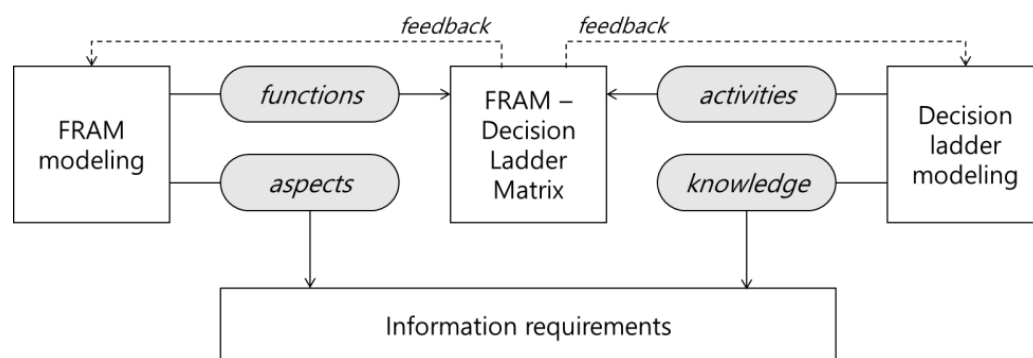 feedback
feedback
FRAM
modeling
functions
aspects
FRAM –
Decision
Ladder
Matrix
activities
knowledge
Decision
ladder
modeling
Information requirements